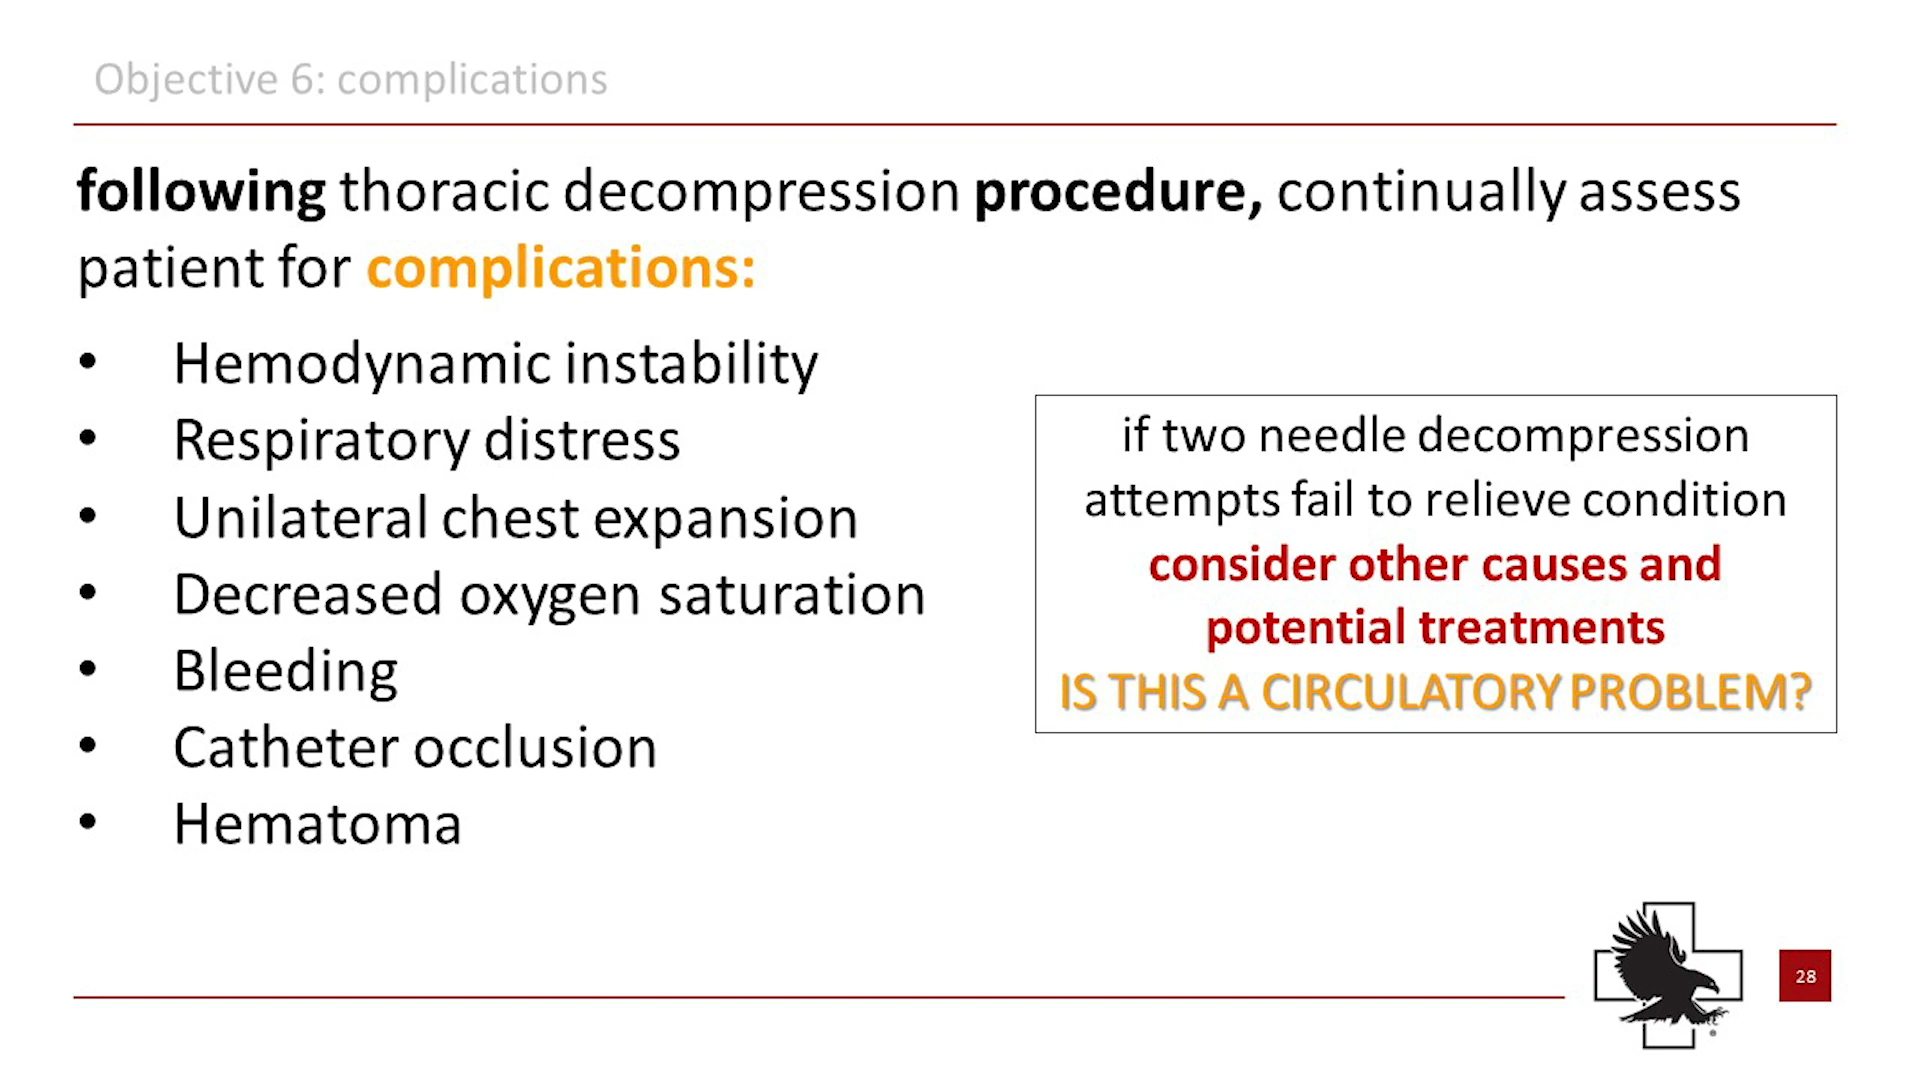 Objective 6: complications
following thoracic decompression procedure, continually assess
patient for complications:
• Hemodynamic instability
• Respiratory distress
• Unilateral chest expansion
• Decreased oxygen saturation
• Bleeding
• Catheter occlusion
• Hematoma
if two needle decompression
attempts fail to relieve condition
consider other causes and
potential treatments
IS THIS A CIRCULATORY PROBLEM?
®
28